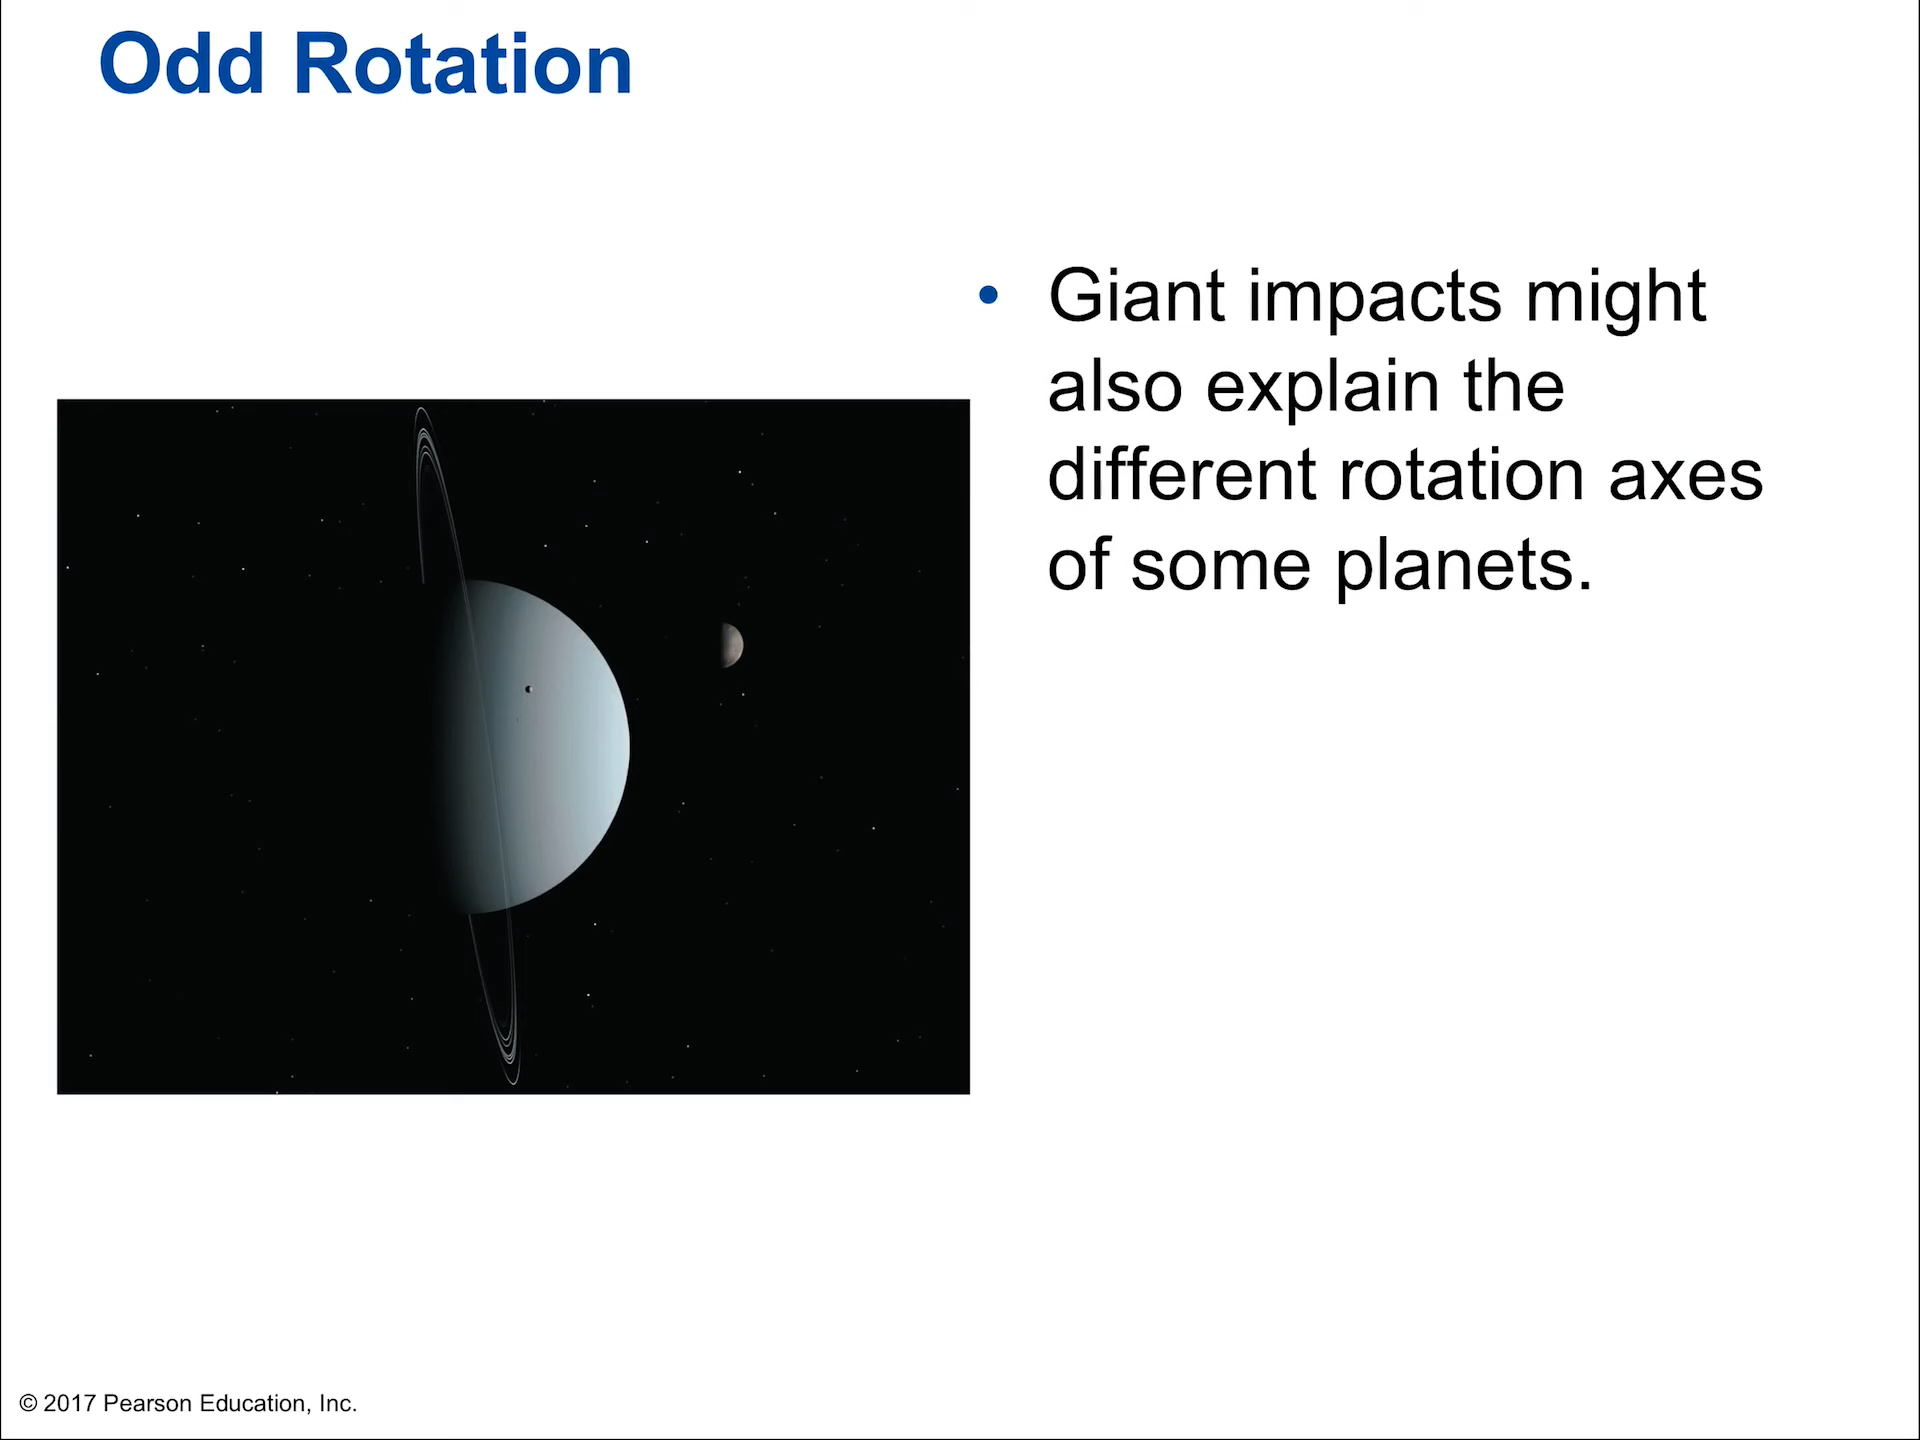 Odd Rotation
• Giant impacts might
also explain the
different rotation axes
of some planets.
© 2017 Pearson Education, Inc.